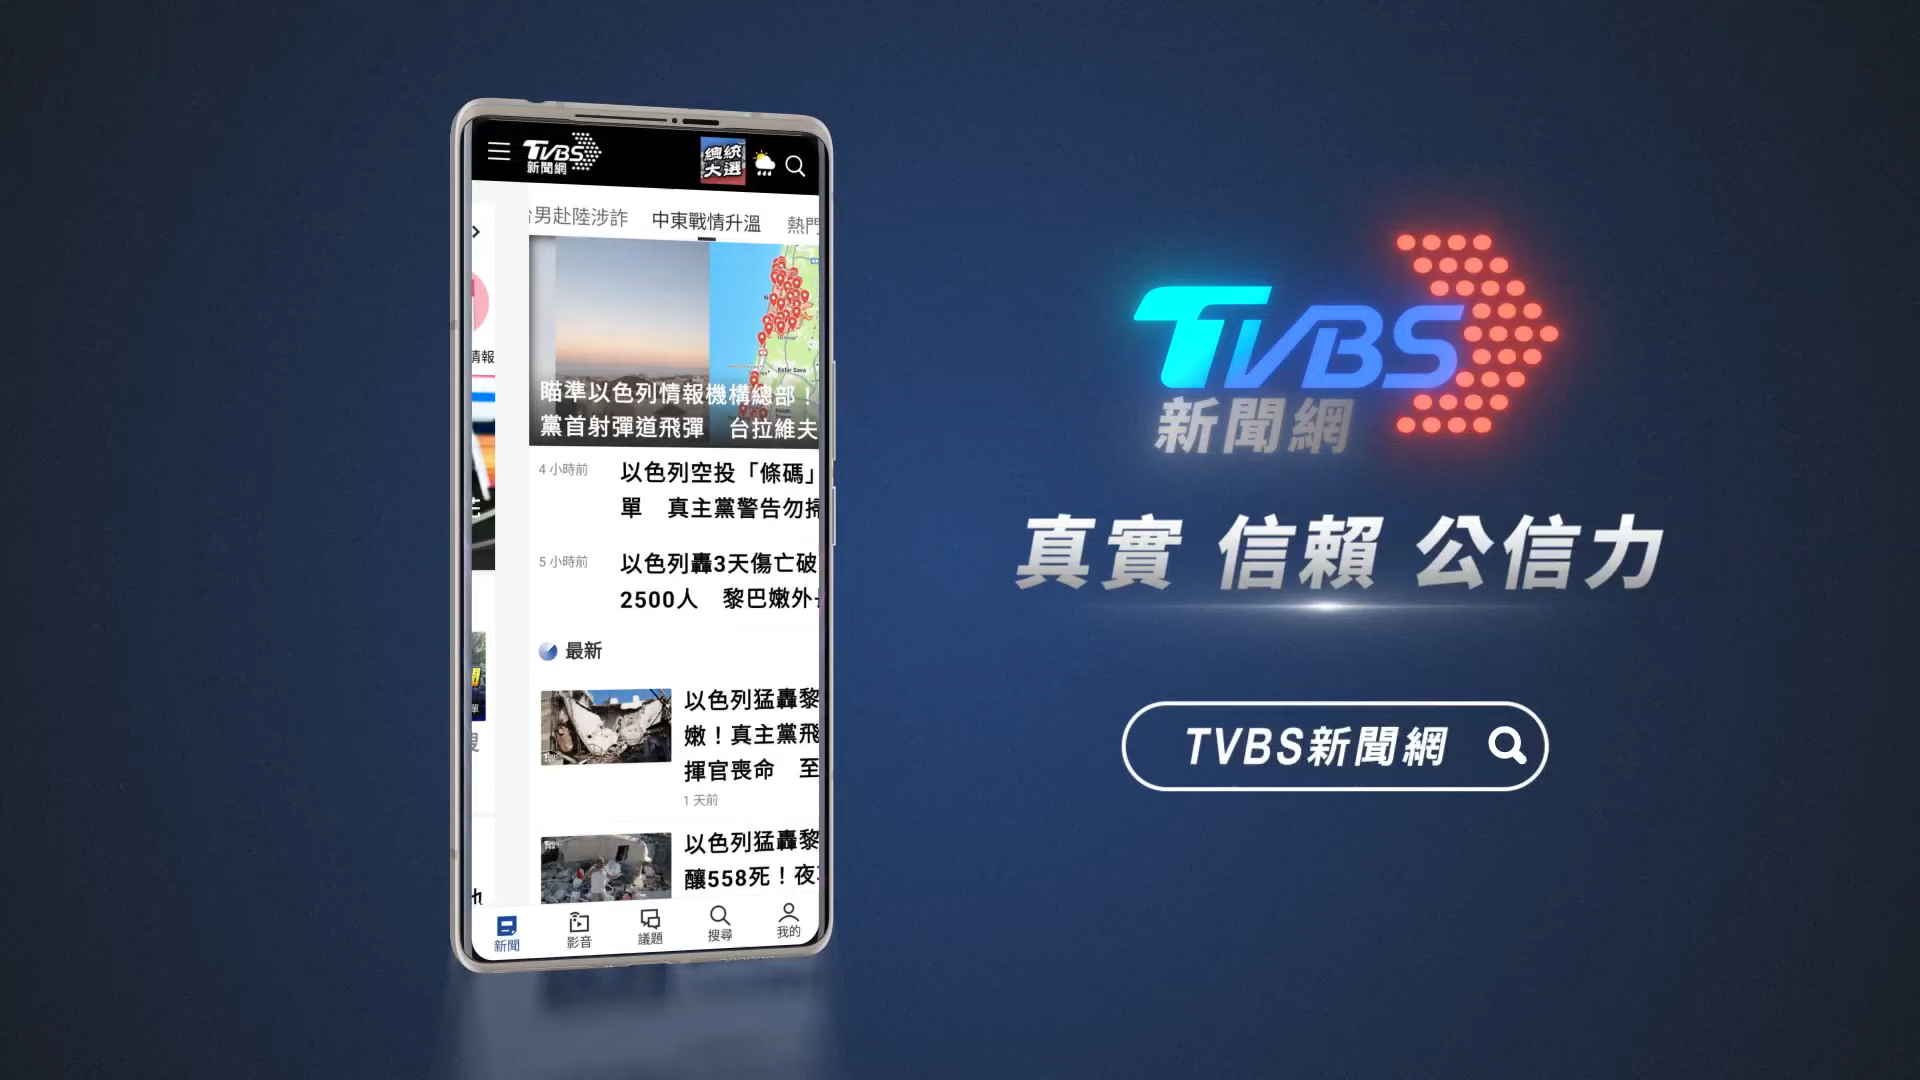 TVBS
新聞網
總統
大選
男赴陸涉詐 中東戰情升溫 熱門
情報
瞄準以色列情報機構總部！
黨首射彈道飛彈 台拉維夫
4 小時前
以色列空投「條碼」
單 真主黨警告勿掃
5 小時前
以色列轟3天傷亡破
2500人 黎巴嫩外
最新
以色列猛轟黎
嫩！真主黨飛
揮官喪命 至
1 天前
以色列猛轟黎
釀558死！夜
新聞 影音 議題 搜尋 我的
TVBS
新聞網
真實 信賴 公信力
TVBS新聞網